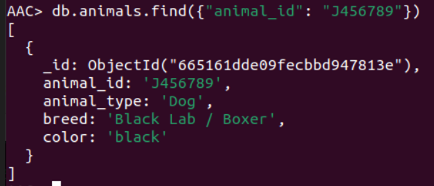 AAC> db.animals.find({"animal_id": "J456789"})
[
  {
    _id: ObjectId("665161dde09fecbbd947813e"),
    animal_id: 'J456789',
    animal_type: 'Dog',
    breed: 'Black Lab / Boxer',
    color: 'black'
  }
]